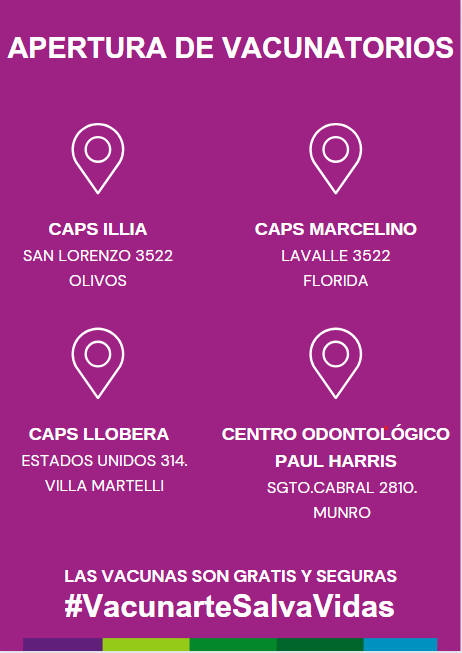 APERTURA DE VACUNATORIOS
CAPS ILLIA
SAN LORENZO 3522
OLIVOS
CAPS MARCELINO
LAVALLE 3522
FLORIDA
CAPS LLOBERA
ESTADOS UNIDOS 314.
VILLA MARTELLI
CENTRO ODONTOLÓGICO
PAUL HARRIS
SGTO.CABRAL 2810.
MUNRO
LAS VACUNAS SON GRATIS Y SEGURAS
#VacunarteSalvaVidas